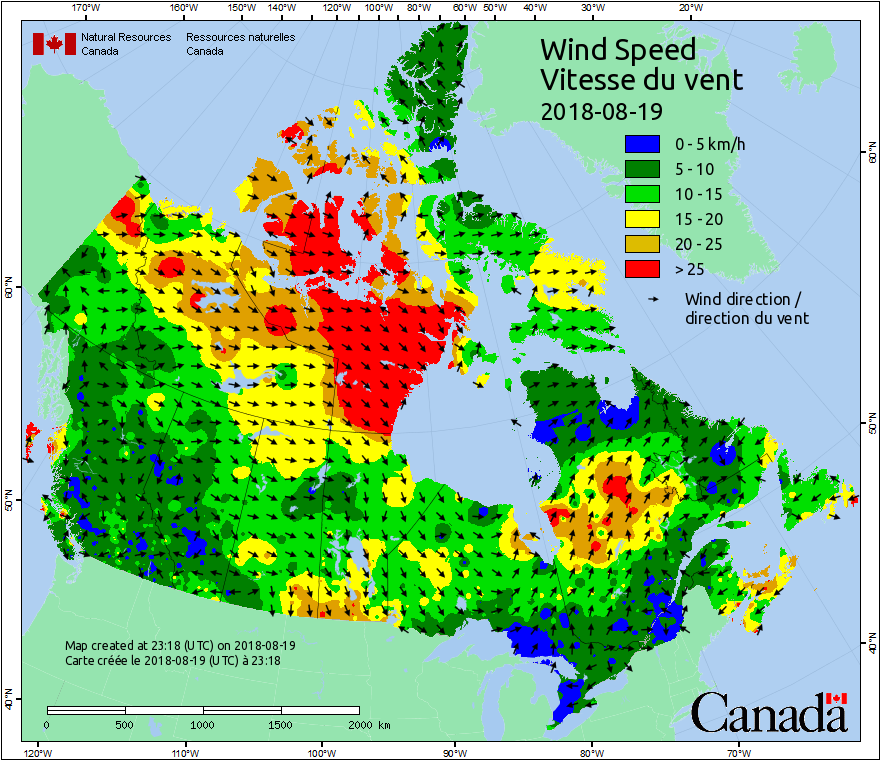 170°W 160°W 150°W 140°W 130°W 120°W 110°W 100°W 90°W 80°W 70°W 60°W 50°W 40°W 30°W 20°W
Natural Resources Ressources naturelles
Canada Canada
Wind Speed
Vitesse du vent
2018-08-19
0 - 5 km/h
5 - 10
10 - 15
15 - 20
20 - 25
> 25
Wind direction /
direction du vent
60°N
60°N
50°N
50°N
40°N
40°N
Map created at 23:18 (UTC) on 2018-08-19
Carte créée le 2018-08-19 (UTC) à 23:18
0 500 1000 1500 2000 km
Canada
120°W 110°W 100°W 90°W 80°W 70°W